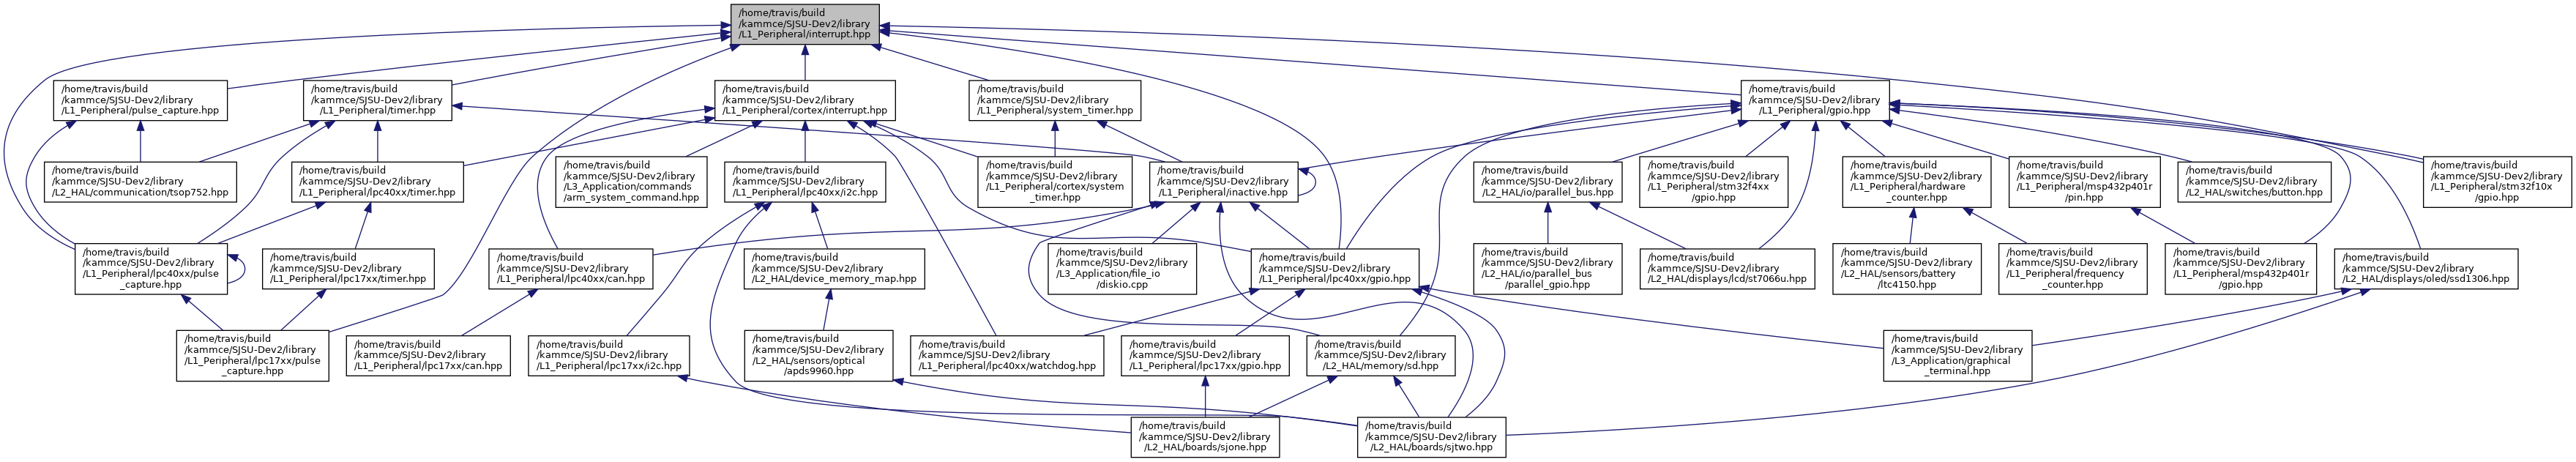 /home/travis/build
/kammce/SJSU-Dev2/library
/L1_Peripheral/interrupt.hpp
/home/travis/build
/kammce/SJSU-Dev2/library
/L1_Peripheral/pulse_capture.hpp
/home/travis/build
/kammce/SJSU-Dev2/library
/L1_Peripheral/timer.hpp
/home/travis/build
/kammce/SJSU-Dev2/library
/L1_Peripheral/cortex/interrupt.hpp
/home/travis/build
/kammce/SJSU-Dev2/library
/L1_Peripheral/system_timer.hpp
/home/travis/build
/kammce/SJSU-Dev2/library
/L1_Peripheral/gpio.hpp
/home/travis/build
/kammce/SJSU-Dev2/library
/L2_HAL/communication/tsop752.hpp
/home/travis/build
/kammce/SJSU-Dev2/library
/L1_Peripheral/lpc40xx/timer.hpp
/home/travis/build
/kammce/SJSU-Dev2/library
/L3_Application/commands
/arm_system_command.hpp
/home/travis/build
/kammce/SJSU-Dev2/library
/L1_Peripheral/lpc40xx/i2c.hpp
/home/travis/build
/kammce/SJSU-Dev2/library
/L1_Peripheral/cortex/system
_timer.hpp
/home/travis/build
/kammce/SJSU-Dev2/library
/L1_Peripheral/inactive.hpp
/home/travis/build
/kammce/SJSU-Dev2/library
/L2_HAL/io/parallel_bus.hpp
/home/travis/build
/kammce/SJSU-Dev2/library
/L1_Peripheral/stm32f4xx
/gpio.hpp
/home/travis/build
/kammce/SJSU-Dev2/library
/L1_Peripheral/hardware
_counter.hpp
/home/travis/build
/kammce/SJSU-Dev2/library
/L1_Peripheral/msp432p401r
/pin.hpp
/home/travis/build
/kammce/SJSU-Dev2/library
/L2_HAL/switches/button.hpp
/home/travis/build
/kammce/SJSU-Dev2/library
/L1_Peripheral/stm32f10x
/gpio.hpp
/home/travis/build
/kammce/SJSU-Dev2/library
/L1_Peripheral/lpc40xx/pulse
_capture.hpp
/home/travis/build
/kammce/SJSU-Dev2/library
/L1_Peripheral/lpc17xx/timer.hpp
/home/travis/build
/kammce/SJSU-Dev2/library
/L1_Peripheral/lpc40xx/can.hpp
/home/travis/build
/kammce/SJSU-Dev2/library
/L2_HAL/device_memory_map.hpp
/home/travis/build
/kammce/SJSU-Dev2/library
/L3_Application/file_io
/diskio.cpp
/home/travis/build
/kammce/SJSU-Dev2/library
/L1_Peripheral/lpc40xx/gpio.hpp
/home/travis/build
/kammce/SJSU-Dev2/library
/L2_HAL/io/parallel_bus
/parallel_gpio.hpp
/home/travis/build
/kammce/SJSU-Dev2/library
/L2_HAL/displays/lcd/st7066u.hpp
/home/travis/build
/kammce/SJSU-Dev2/library
/L2_HAL/sensors/battery
/ltc4150.hpp
/home/travis/build
/kammce/SJSU-Dev2/library
/L1_Peripheral/frequency
_counter.hpp
/home/travis/build
/kammce/SJSU-Dev2/library
/L1_Peripheral/msp432p401r
/gpio.hpp
/home/travis/build
/kammce/SJSU-Dev2/library
/L2_HAL/displays/oled/ssd1306.hpp
/home/travis/build
/kammce/SJSU-Dev2/library
/L1_Peripheral/lpc17xx/pulse
_capture.hpp
/home/travis/build
/kammce/SJSU-Dev2/library
/L1_Peripheral/lpc17xx/can.hpp
/home/travis/build
/kammce/SJSU-Dev2/library
/L1_Peripheral/lpc17xx/i2c.hpp
/home/travis/build
/kammce/SJSU-Dev2/library
/L2_HAL/sensors/optical
/apds9960.hpp
/home/travis/build
/kammce/SJSU-Dev2/library
/L1_Peripheral/lpc40xx/watchdog.hpp
/home/travis/build
/kammce/SJSU-Dev2/library
/L1_Peripheral/lpc17xx/gpio.hpp
/home/travis/build
/kammce/SJSU-Dev2/library
/L2_HAL/memory/sd.hpp
/home/travis/build
/kammce/SJSU-Dev2/library
/L3_Application/graphical
_terminal.hpp
/home/travis/build
/kammce/SJSU-Dev2/library
/L2_HAL/boards/sjone.hpp
/home/travis/build
/kammce/SJSU-Dev2/library
/L2_HAL/boards/sjtwo.hpp